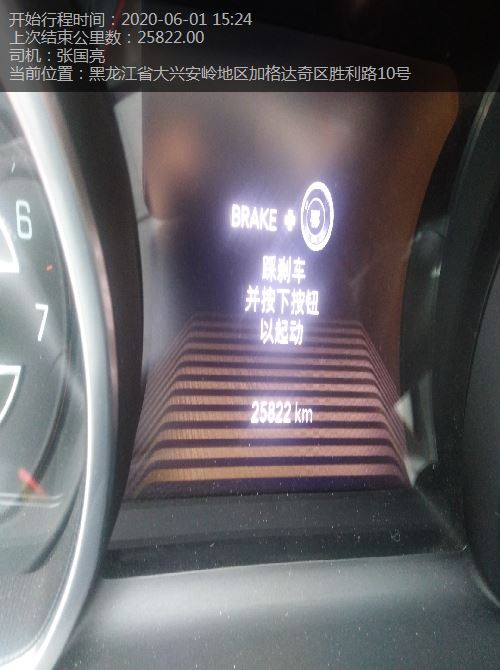 开始行程时间：2020-06-01 15:24
上次结束公里数：25822.00
司机：张国亮
当前位置：黑龙江省大兴安岭地区加格达奇区胜利路10号
6
BRAKE +
7
踩刹车
并按下按钮
以起动
25822 km